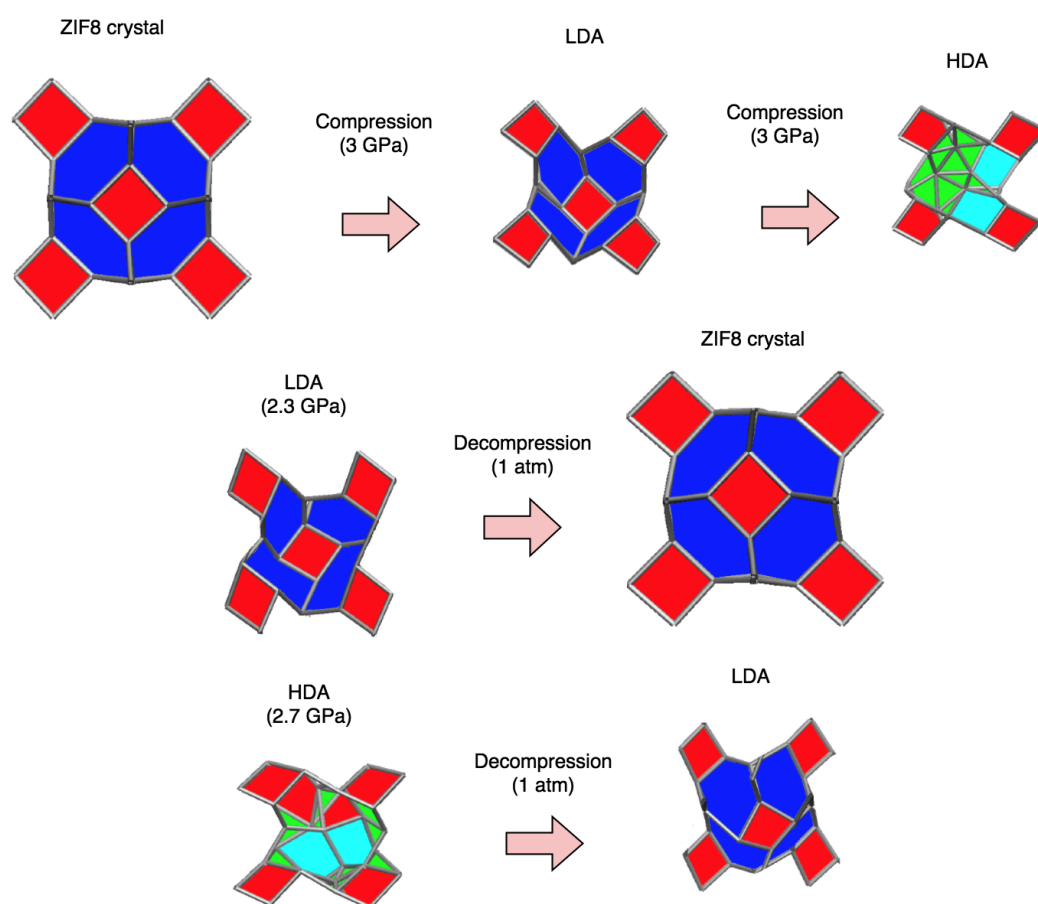 ZIF8 crystal
LDA
HDA
Compression
(3 GPa)
Compression
(3 GPa)
ZIF8 crystal
LDA
(2.3 GPa)
Decompression
(1 atm)
HDA
(2.7 GPa)
LDA
Decompression
(1 atm)